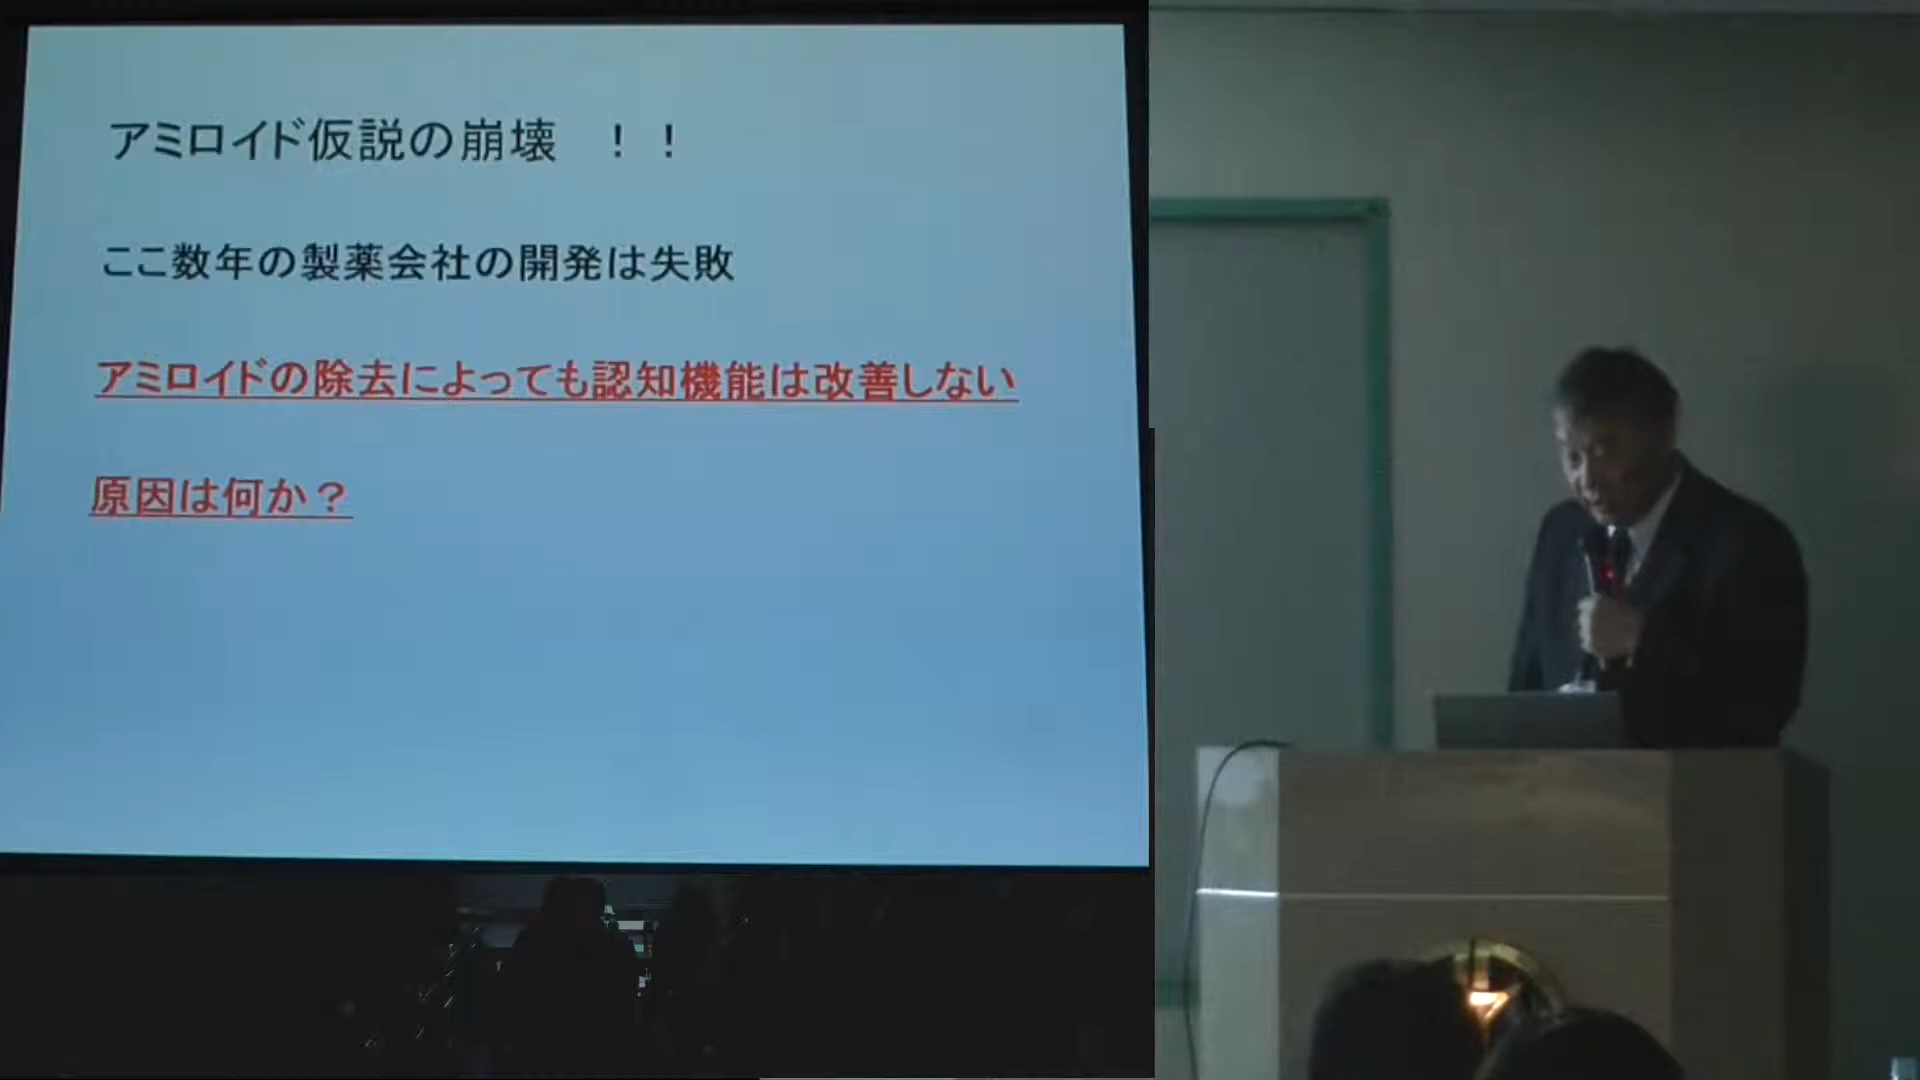 アミロイド仮説の崩壊　！！
ここ数年の製薬会社の開発は失敗
アミロイドの除去によっても認知機能は改善しない
原因は何か？